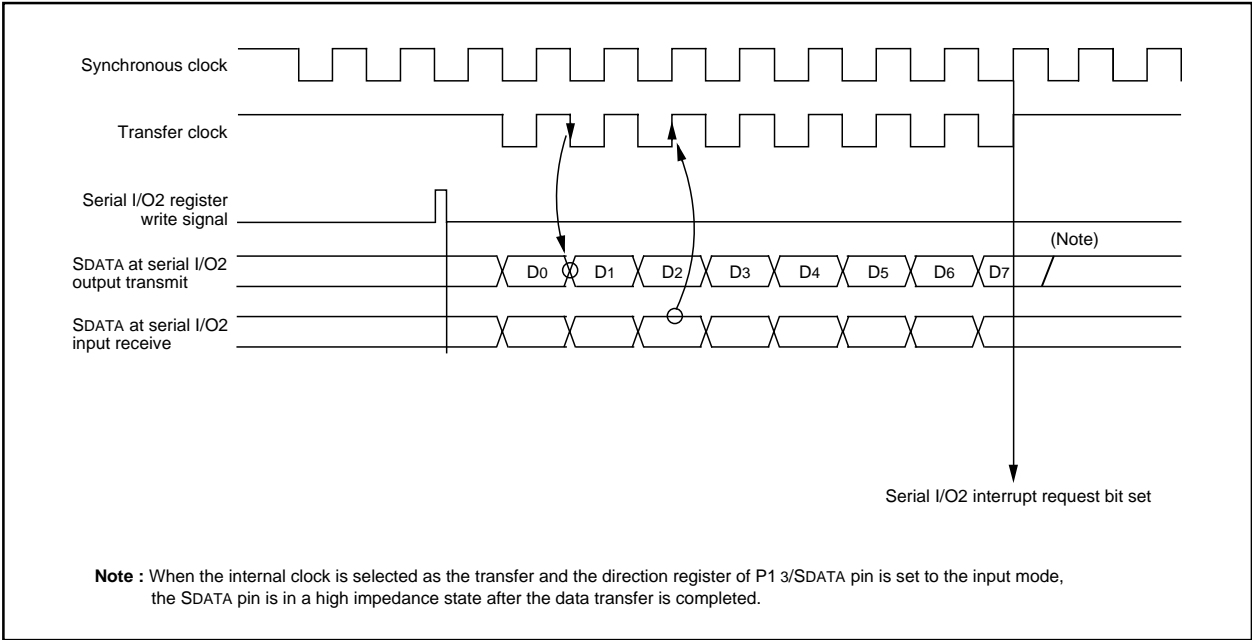 Synchronous clock
Transfer clock
Serial I/O2 register
write signal
(Note)
SDATA at serial I/O2
output transmit
D0 D1 D2 D3 D4 D5 D6 D7
SDATA at serial I/O2
input receive
Serial I/O2 interrupt request bit set
Note : When the internal clock is selected as the transfer and the direction register of P1 3/SDATA pin is set to the input mode,
the SDATA pin is in a high impedance state after the data transfer is completed.